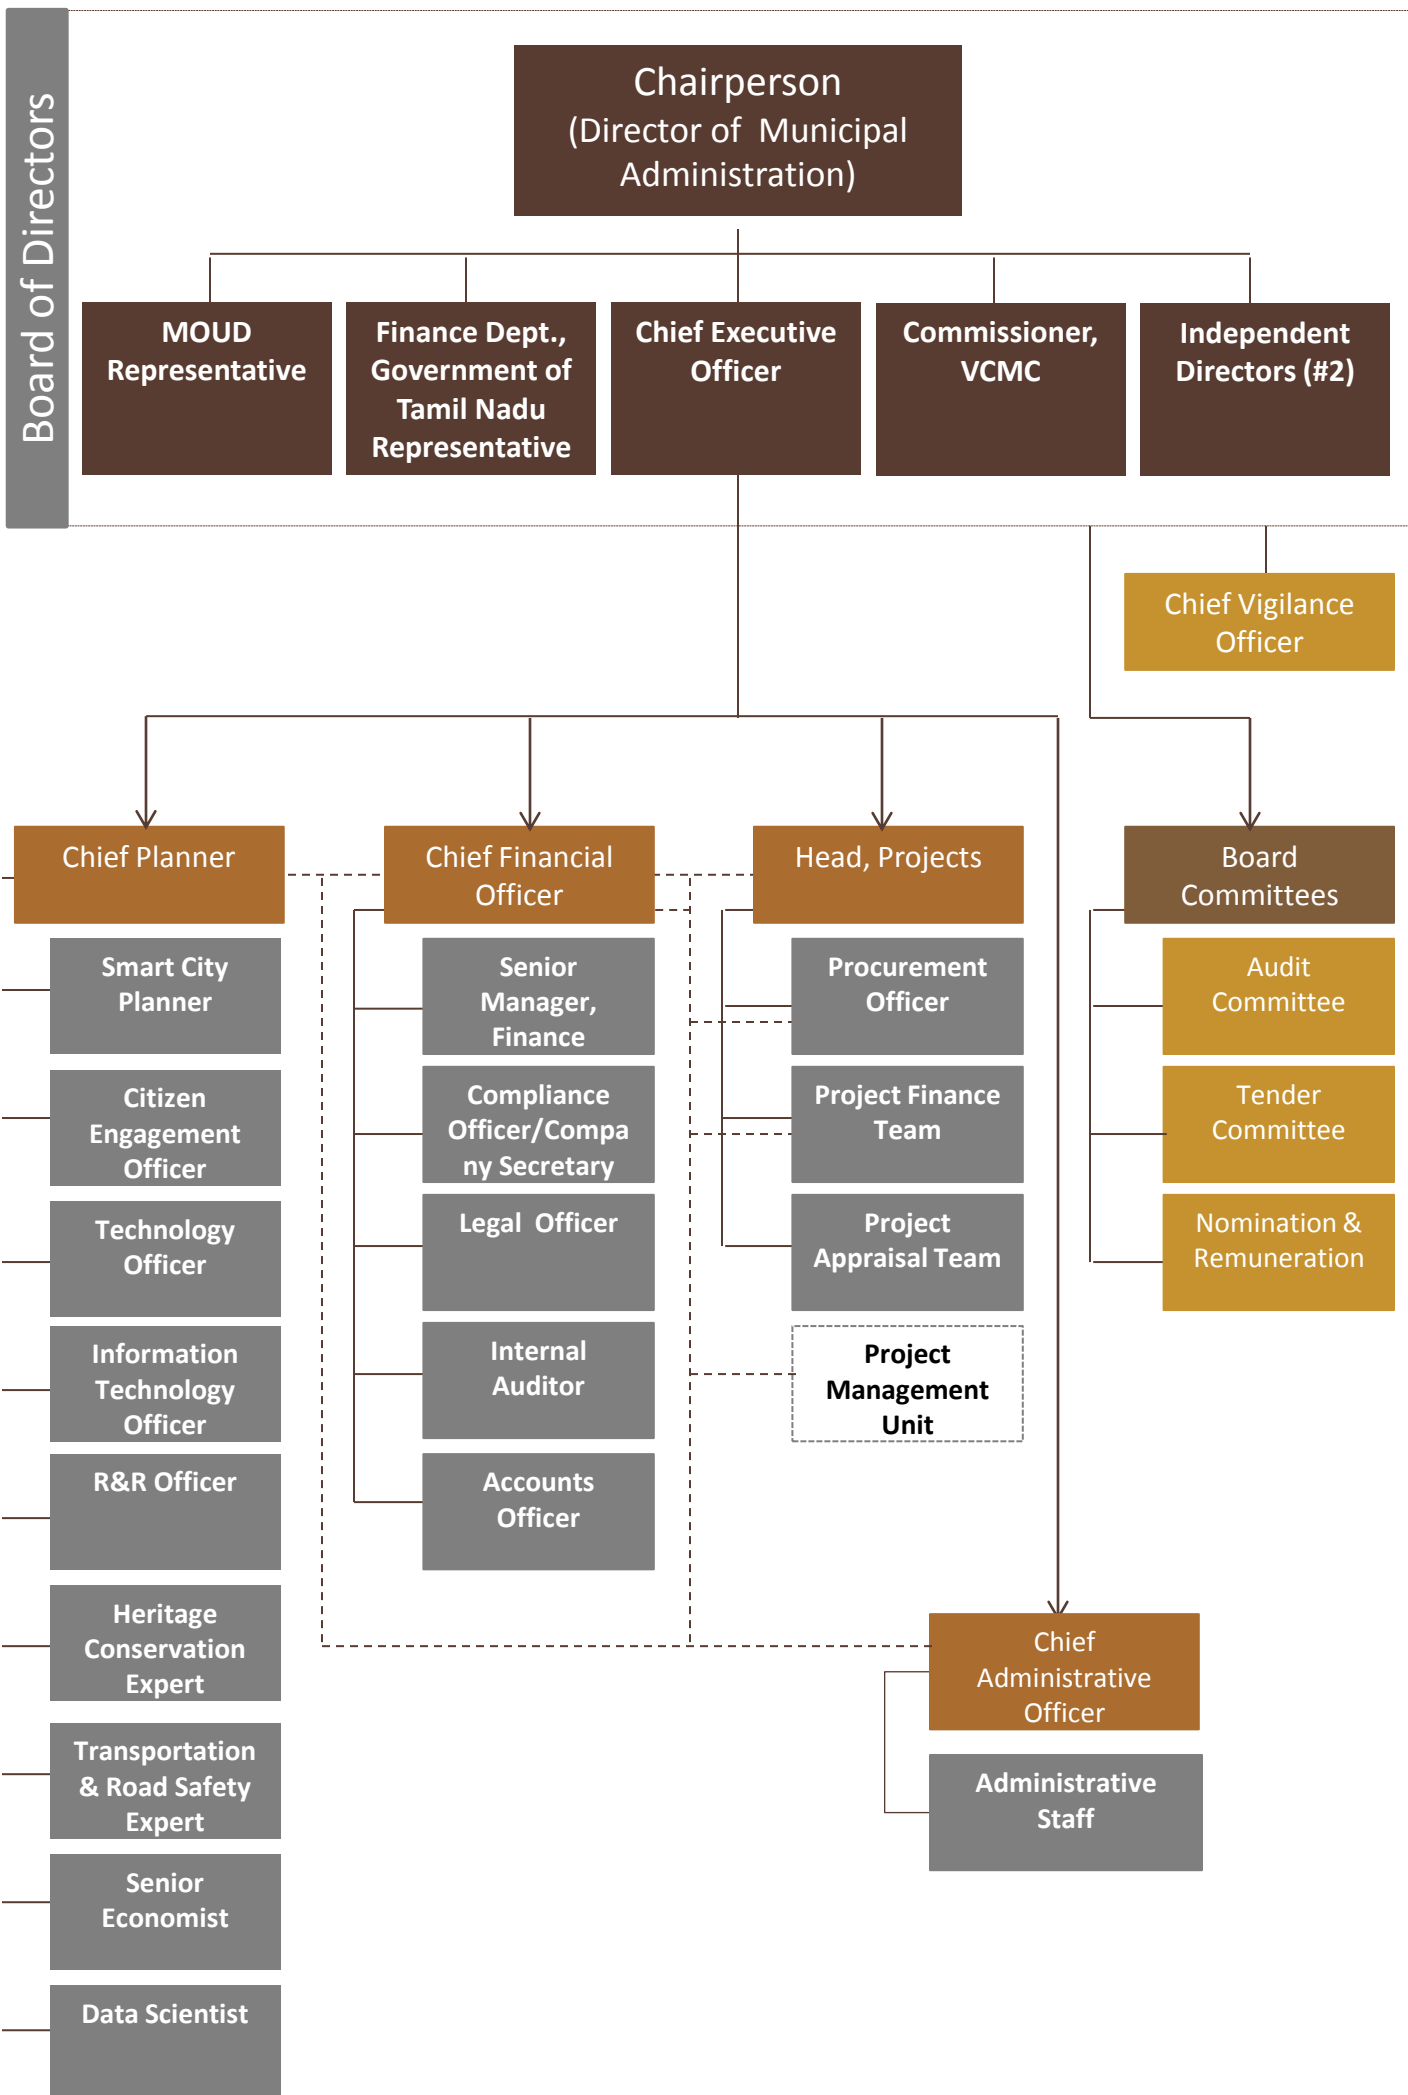 Board of Directors
Chairperson
(Director of  Municipal
Administration)
MOUD
Representative
Finance Dept.,
Government of
Tamil Nadu
Representative
Chief Executive
Officer
Commissioner,
VCMC
Independent
Directors (#2)
Chief Vigilance
Officer
Chief Planner
Smart City
Planner
Citizen
Engagement
Officer
Technology
Officer
Information
Technology
Officer
R&R Officer
Heritage
Conservation
Expert
Transportation
& Road Safety
Expert
Senior
Economist
Data Scientist
Chief Financial
Officer
Senior
Manager,
Finance
Compliance
Officer/Compa
ny Secretary
Legal  Officer
Internal
Auditor
Accounts
Officer
Head, Projects
Procurement
Officer
Project Finance
Team
Project
Appraisal Team
Project
Management
Unit
Board
Committees
Audit
Committee
Tender
Committee
Nomination &
Remuneration
Chief
Administrative
Officer
Administrative
Staff